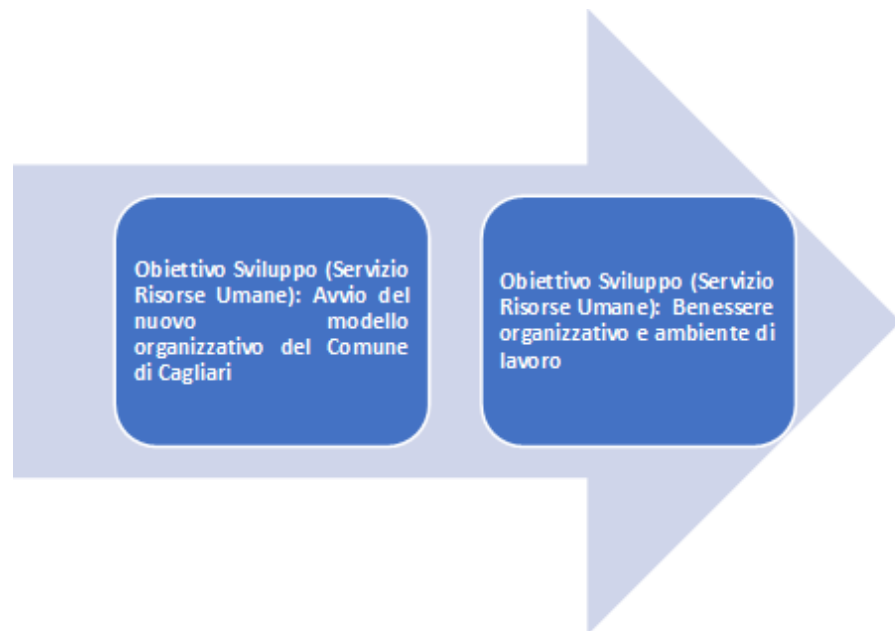 Obiettivo Sviluppo (Servizio
Risorse Umane): Avvio del
nuovo modello
organizzativo del Comune
di Cagliari
Obiettivo Sviluppo (Servizio
Risorse Umane): Benessere
organizzativo e ambiente di
lavoro